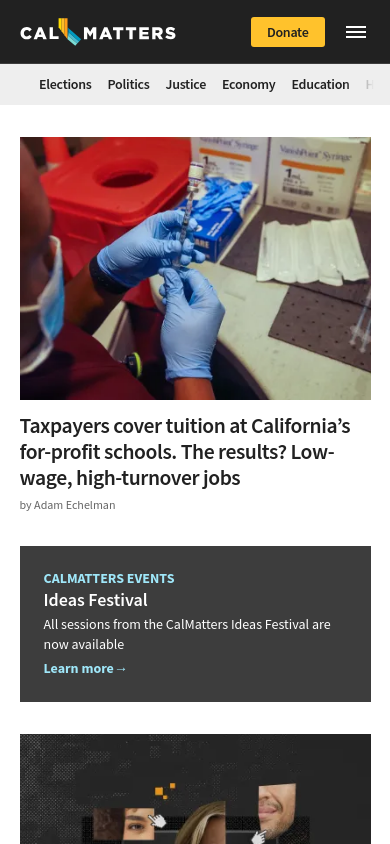 CALMATTERS
Donate
Elections Politics Justice Economy Education H
1mL VanishPoint® Syringe
Taxpayers cover tuition at California’s
for-profit schools. The results? Low-
wage, high-turnover jobs
by Adam Echelman
CALMATTERS EVENTS
Ideas Festival
All sessions from the CalMatters Ideas Festival are
now available
Learn more→